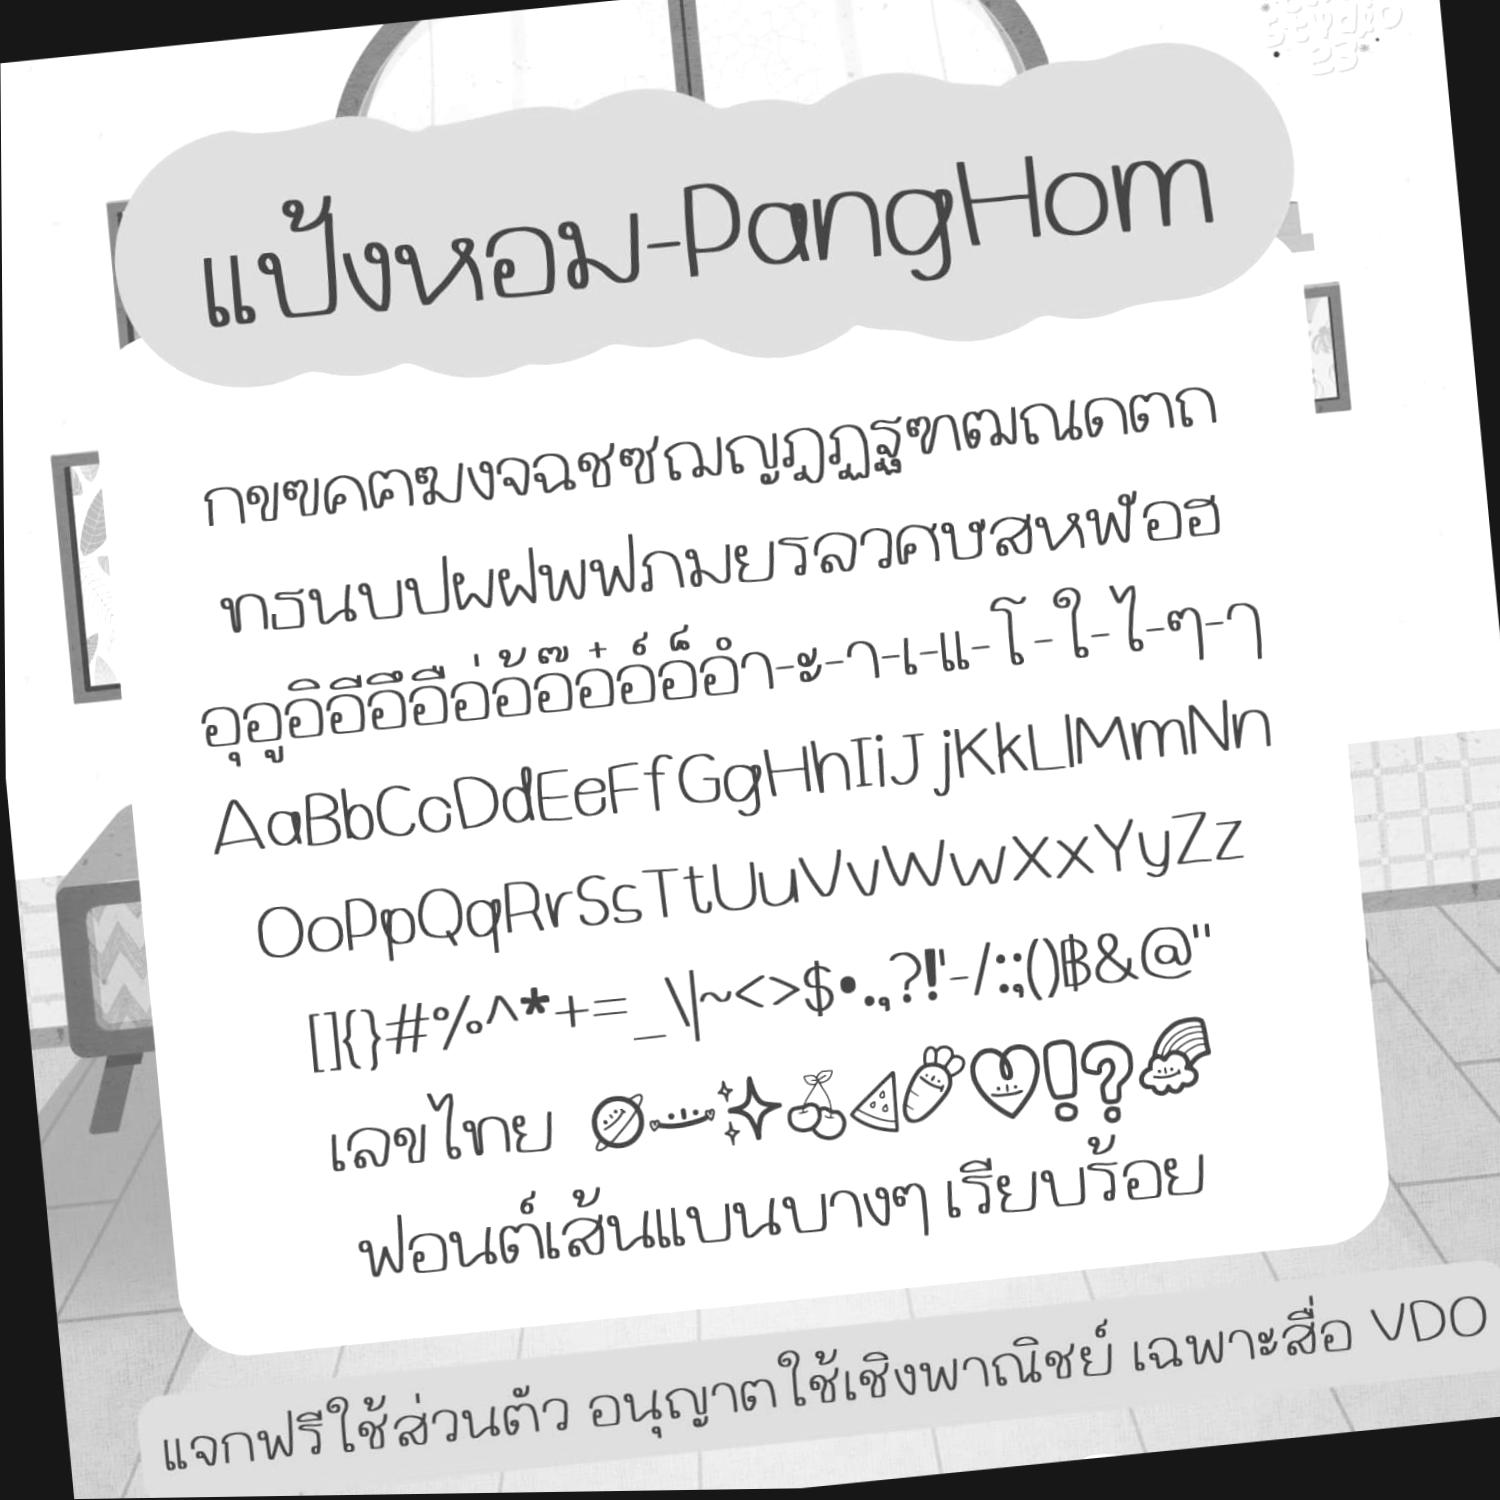 studio
23
แป้งหอม-PangHom
กขฃคฅฆงจฉชซฌญฎฏฐฑฒณดตถ
ทธนบปผฝพฟภมยรลวศษสหฬอฮ
อุอูอิอีอึอือ่อ้อ๊อ๋อ์อ็อำ-ะ-า-เ-แ-โ-ใ-ไ-ๆ-ๅ
AaBbCcDdEeFfGgHhIiJjKkLlMmNn
OoPpQqRrSsTtUuVvWwXxYyZz
[]{}#%^*+=_\|~<>$•.,?!'-/:;()฿&@"
เลขไทย
ฟอนต์เส้นแบนบางๆ เรียบร้อย
แจกฟรีใช้ส่วนตัว อนุญาตใช้เชิงพาณิชย์ เฉพาะสื่อ VDO